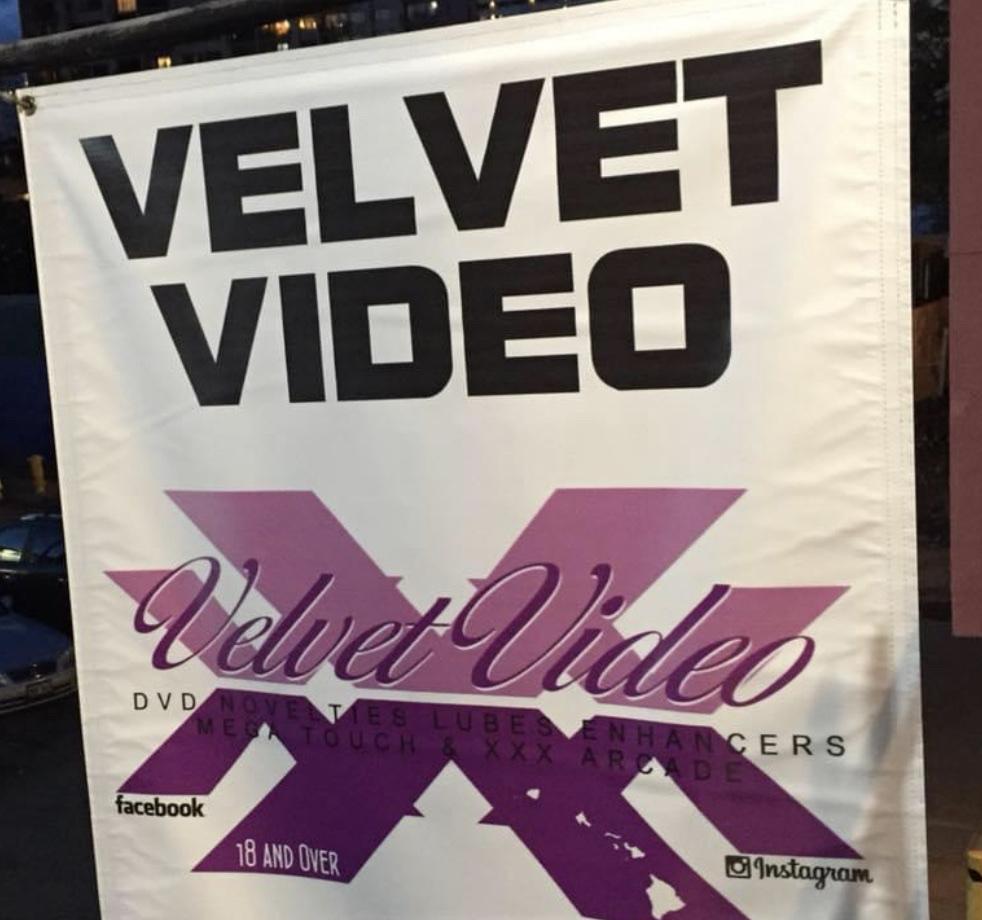 VELVET
VIDEO
Velvet Video
DVD NOVELTIES LUBES ENHANCERS
MEGA TOUCH & XXX ARCADE
facebook
18 AND OVER
Instagram